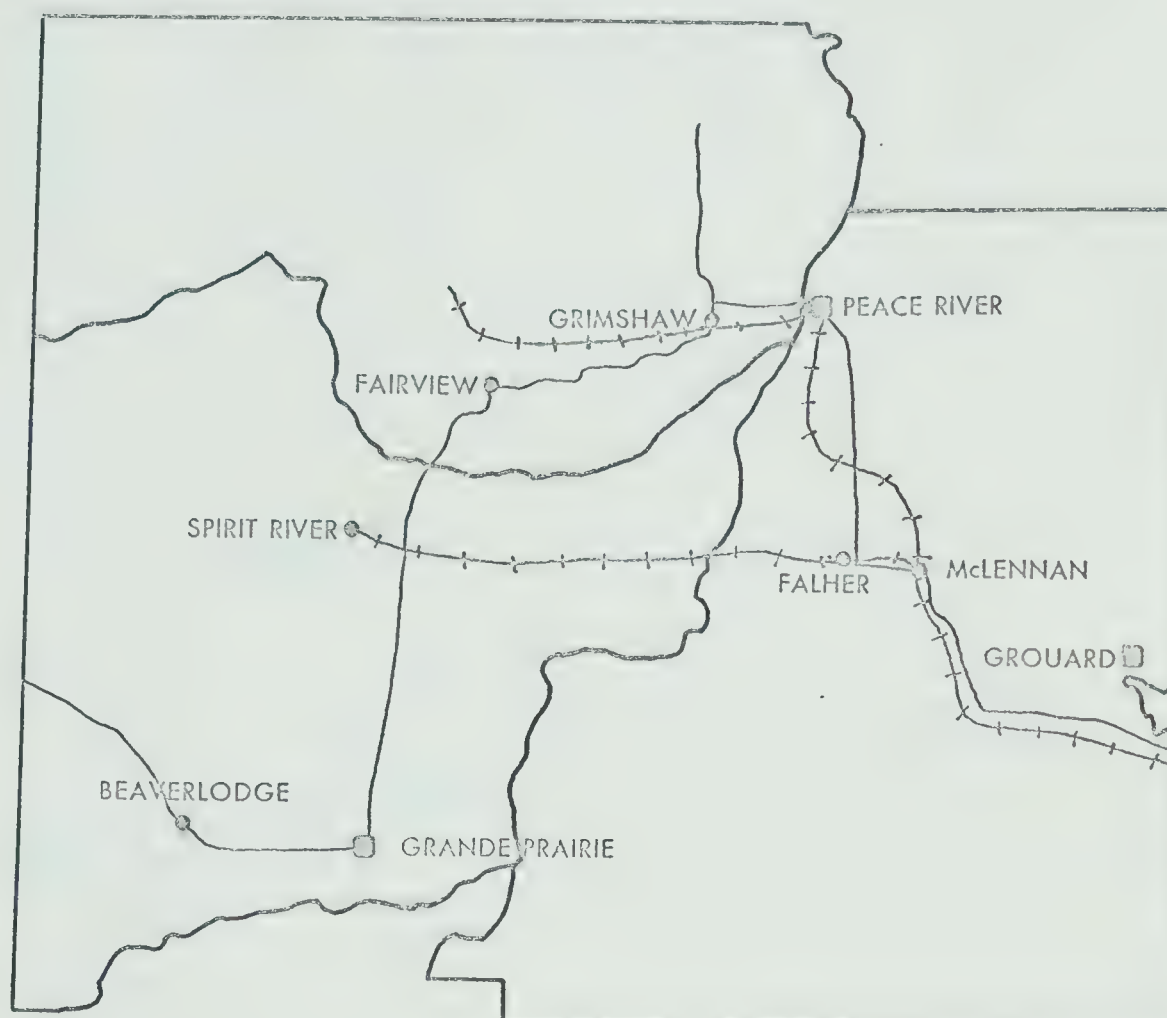 GRIMSHAW
PEACE RIVER
FAIRVIEW
SPIRIT RIVER
FALHER
McLENNAN
GROUARD
BEAVERLODGE
GRANDE PRAIRIE